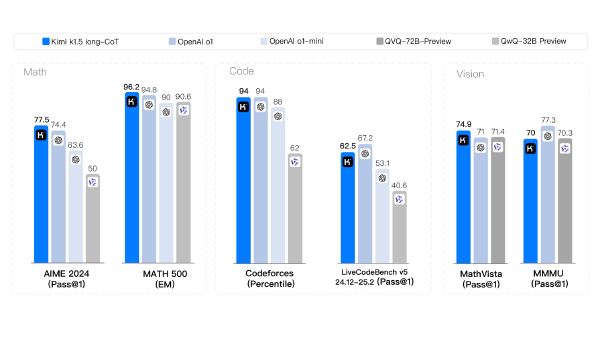 Kimi k1.5 long-CoT
OpenAI o1
OpenAI o1-mini
QVQ-72B-Preview
QwQ-32B Preview
Math
77.5
74.4
63.6
50
AIME 2024
(Pass@1)
96.2
94.8
90
90.6
MATH 500
(EM)
Code
94
94
88
62
Codeforces
(Percentile)
62.5
67.2
53.1
40.6
LiveCodeBench v5
24.12-25.2 (Pass@1)
Vision
74.9
71
71.4
MathVista
(Pass@1)
70
77.3
70.3
MMMU
(Pass@1)